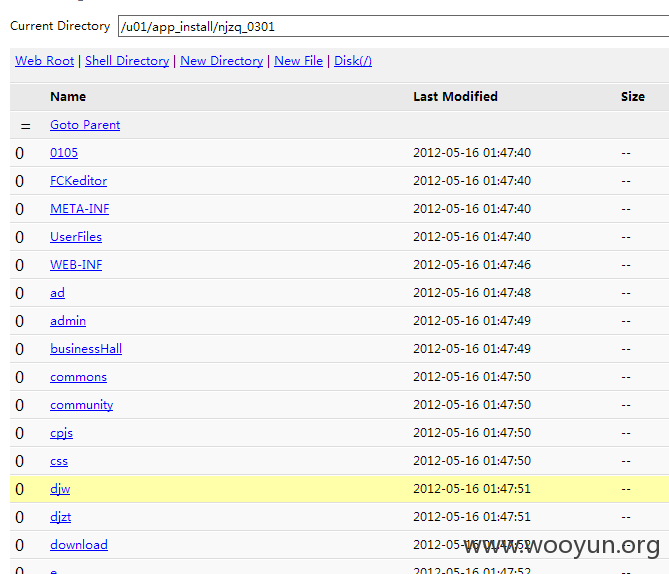 Current Directory /u01/app_install/njzq_0301
Web Root | Shell Directory | New Directory | New File | Disk(/)
Name Last Modified Size
= Goto Parent
0 0105 2012-05-16 01:47:40 --
0 FCKeditor 2012-05-16 01:47:40 --
0 META-INF 2012-05-16 01:47:40 --
0 UserFiles 2012-05-16 01:47:40 --
0 WEB-INF 2012-05-16 01:47:46 --
0 ad 2012-05-16 01:47:48 --
0 admin 2012-05-16 01:47:49 --
0 businessHall 2012-05-16 01:47:49 --
0 commons 2012-05-16 01:47:50 --
0 community 2012-05-16 01:47:50 --
0 cpjs 2012-05-16 01:47:50 --
0 css 2012-05-16 01:47:50 --
0 djw 2012-05-16 01:47:51 --
0 djzt 2012-05-16 01:47:51 --
0 download 2012-05-16 01:47:52 --
www.wooyun.org
0 e 2012-05-16 01:47:52 --